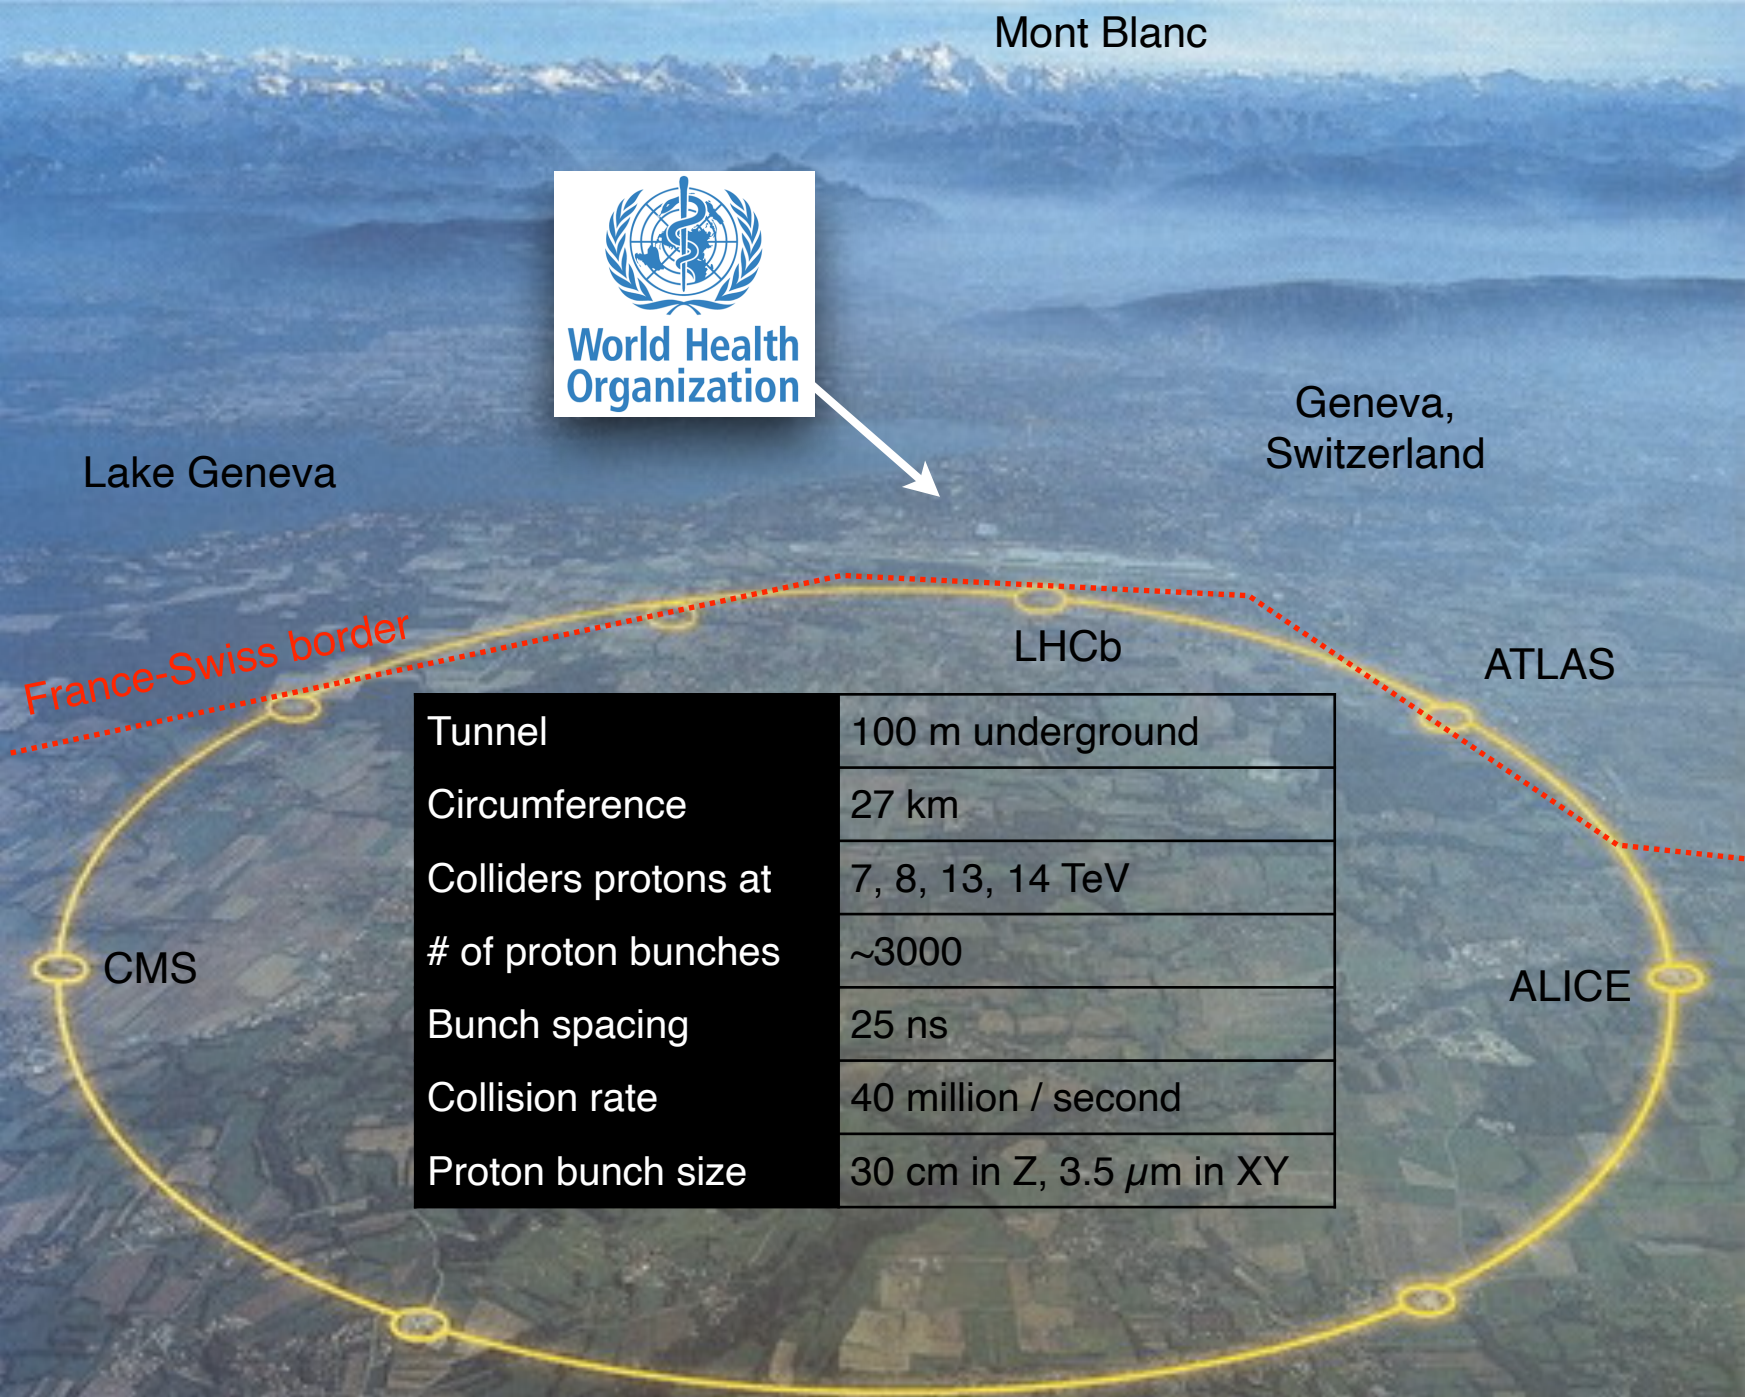 Mont Blanc
World Health
Organization
Geneva,
Switzerland
Lake Geneva
France-Swiss border
LHCb
ATLAS
CMS
ALICE
Tunnel 100 m underground
Circumference 27 km
Colliders protons at 7, 8, 13, 14 TeV
# of proton bunches ~3000
Bunch spacing 25 ns
Collision rate 40 million / second
Proton bunch size 30 cm in Z, 3.5 µm in XY